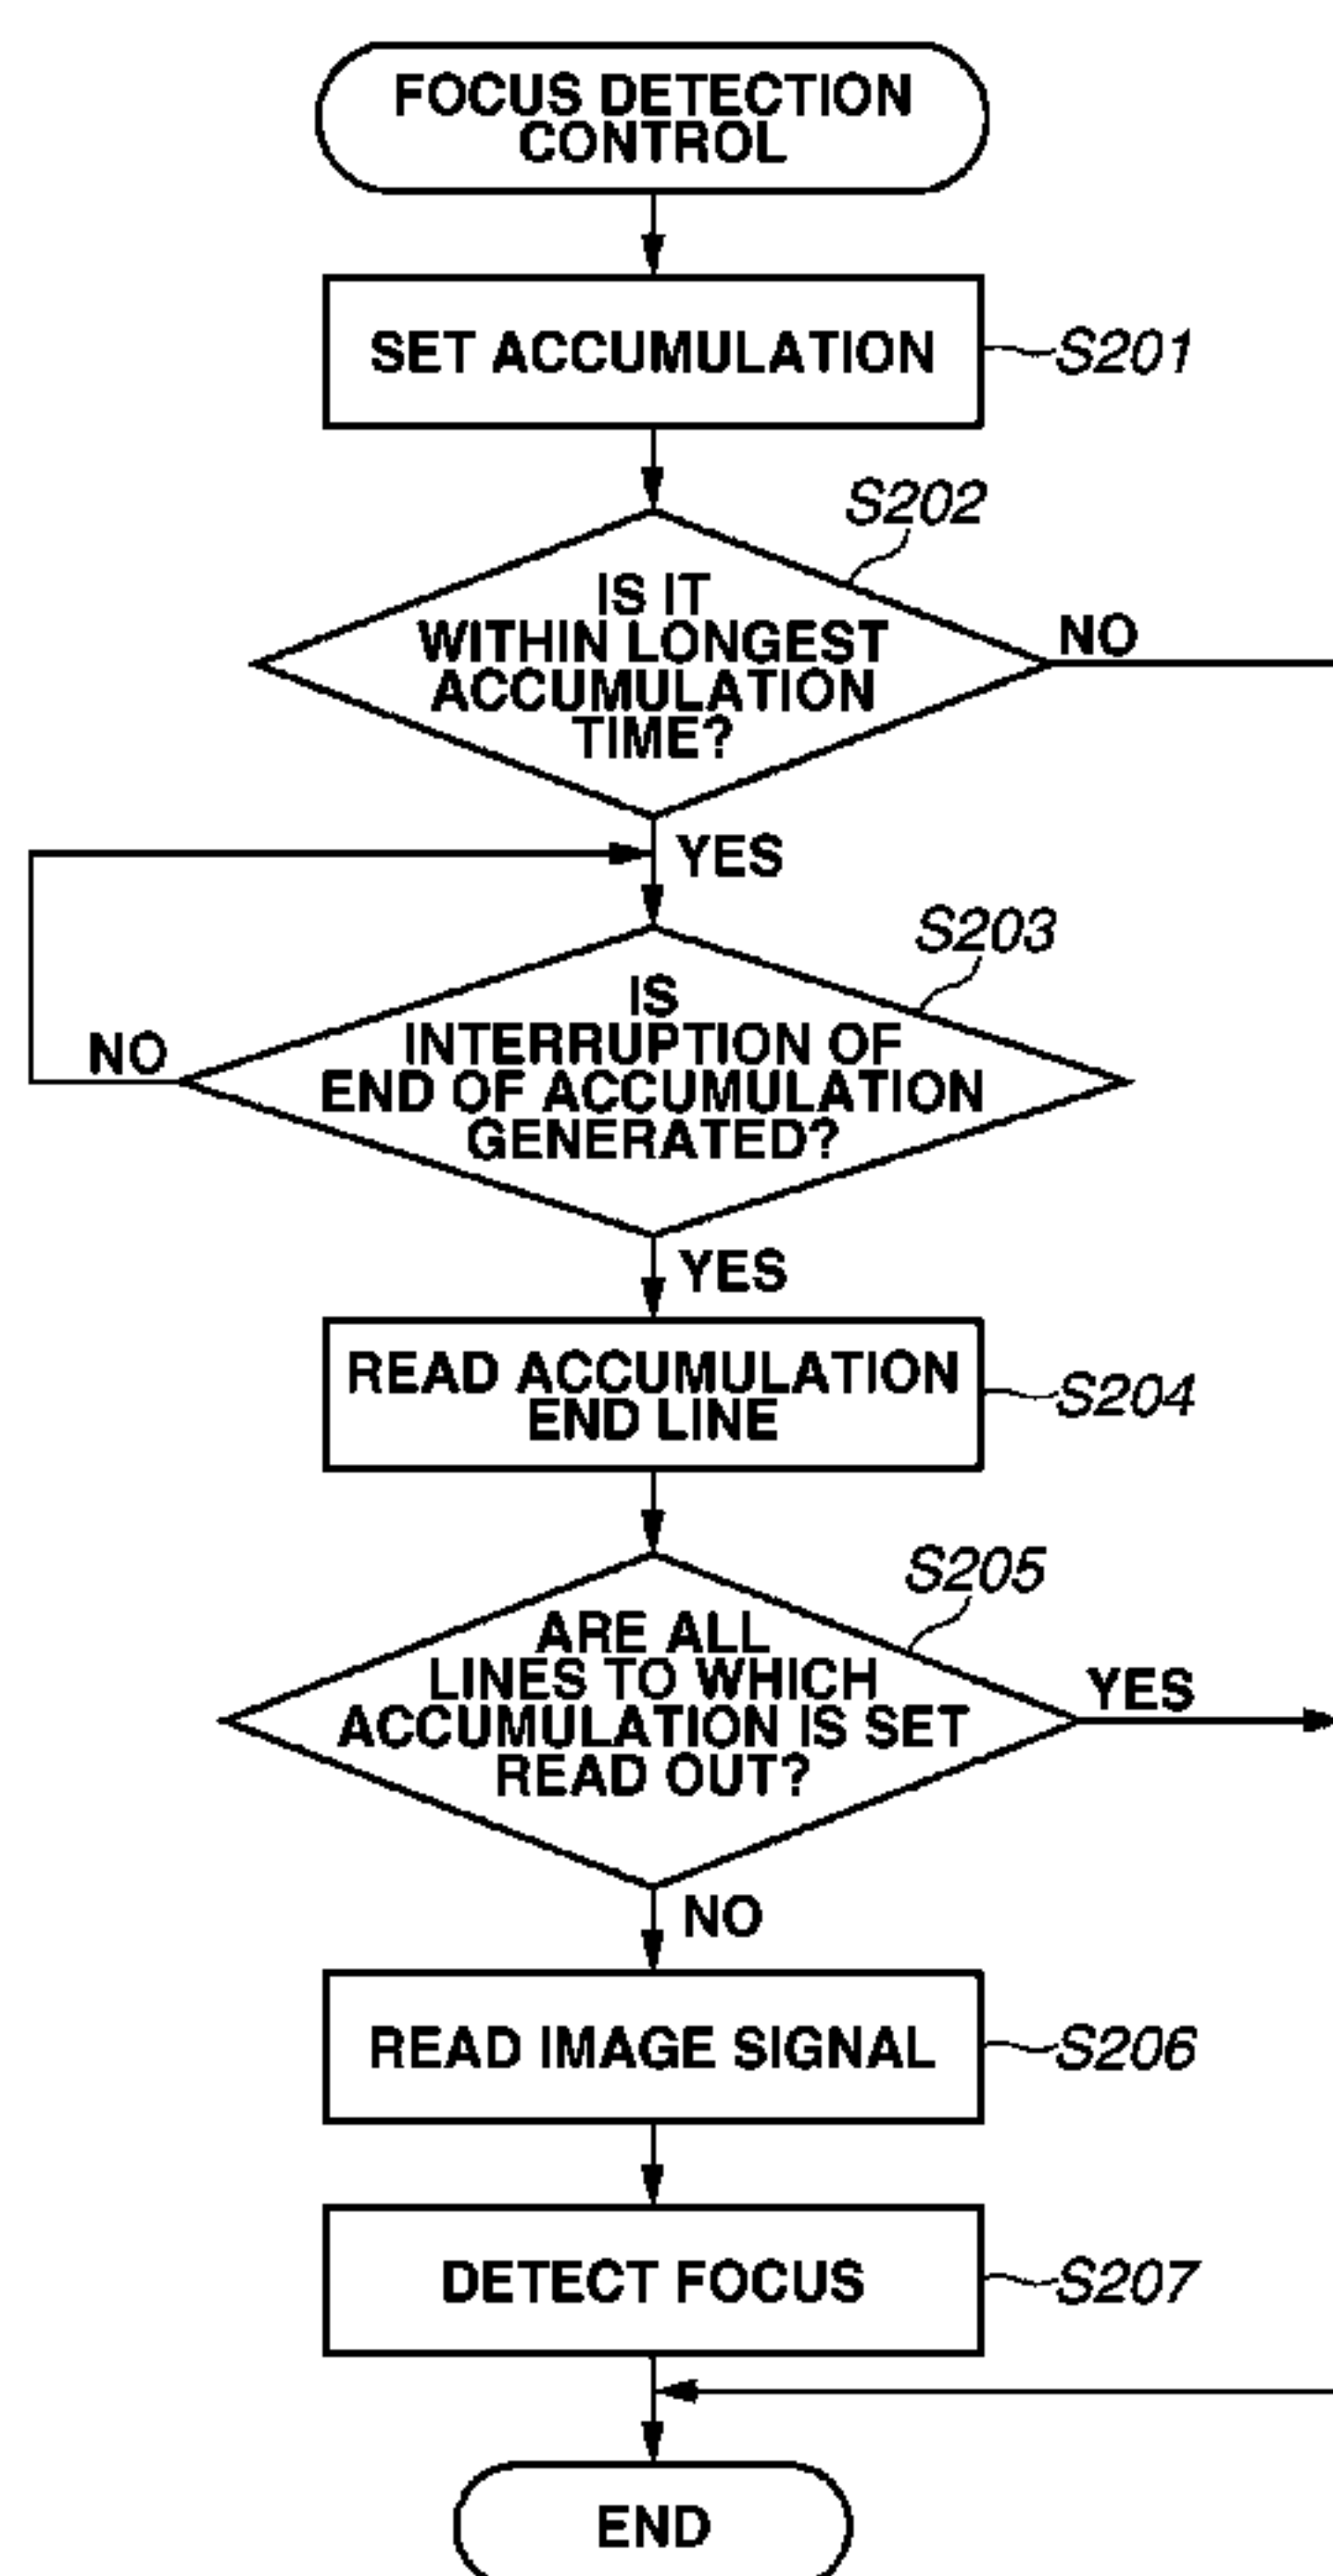 FOCUS DETECTION
CONTROL
SET ACCUMULATION
S201
S202
IS IT
WITHIN LONGEST
ACCUMULATION
TIME?
NO
YES
S203
IS
INTERRUPTION OF
END OF ACCUMULATION
GENERATED?
NO
YES
READ ACCUMULATION
END LINE
S204
S205
ARE ALL
LINES TO WHICH
ACCUMULATION IS SET
READ OUT?
YES
NO
READ IMAGE SIGNAL
S206
DETECT FOCUS
S207
END